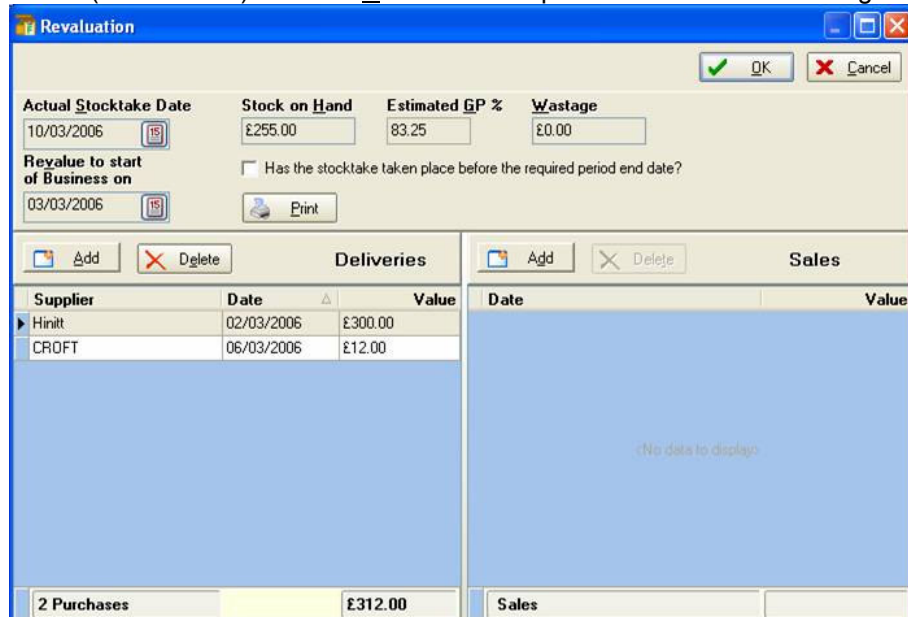 Revaluation
OK Cancel
Actual Stocktake Date Stock on Hand Estimated GP % Wastage
10/03/2006 15 £255.00 83.25 £0.00
Revalue to start
of Business on
Has the stocktake taken place before the required period end date?
03/03/2006 15 Print
Add Delete Deliveries Add Delete Sales
Supplier Date Value Date Value
Hinitt 02/03/2006 £300.00
CROFT 06/03/2006 £12.00
<No data to display>
2 Purchases £312.00 Sales